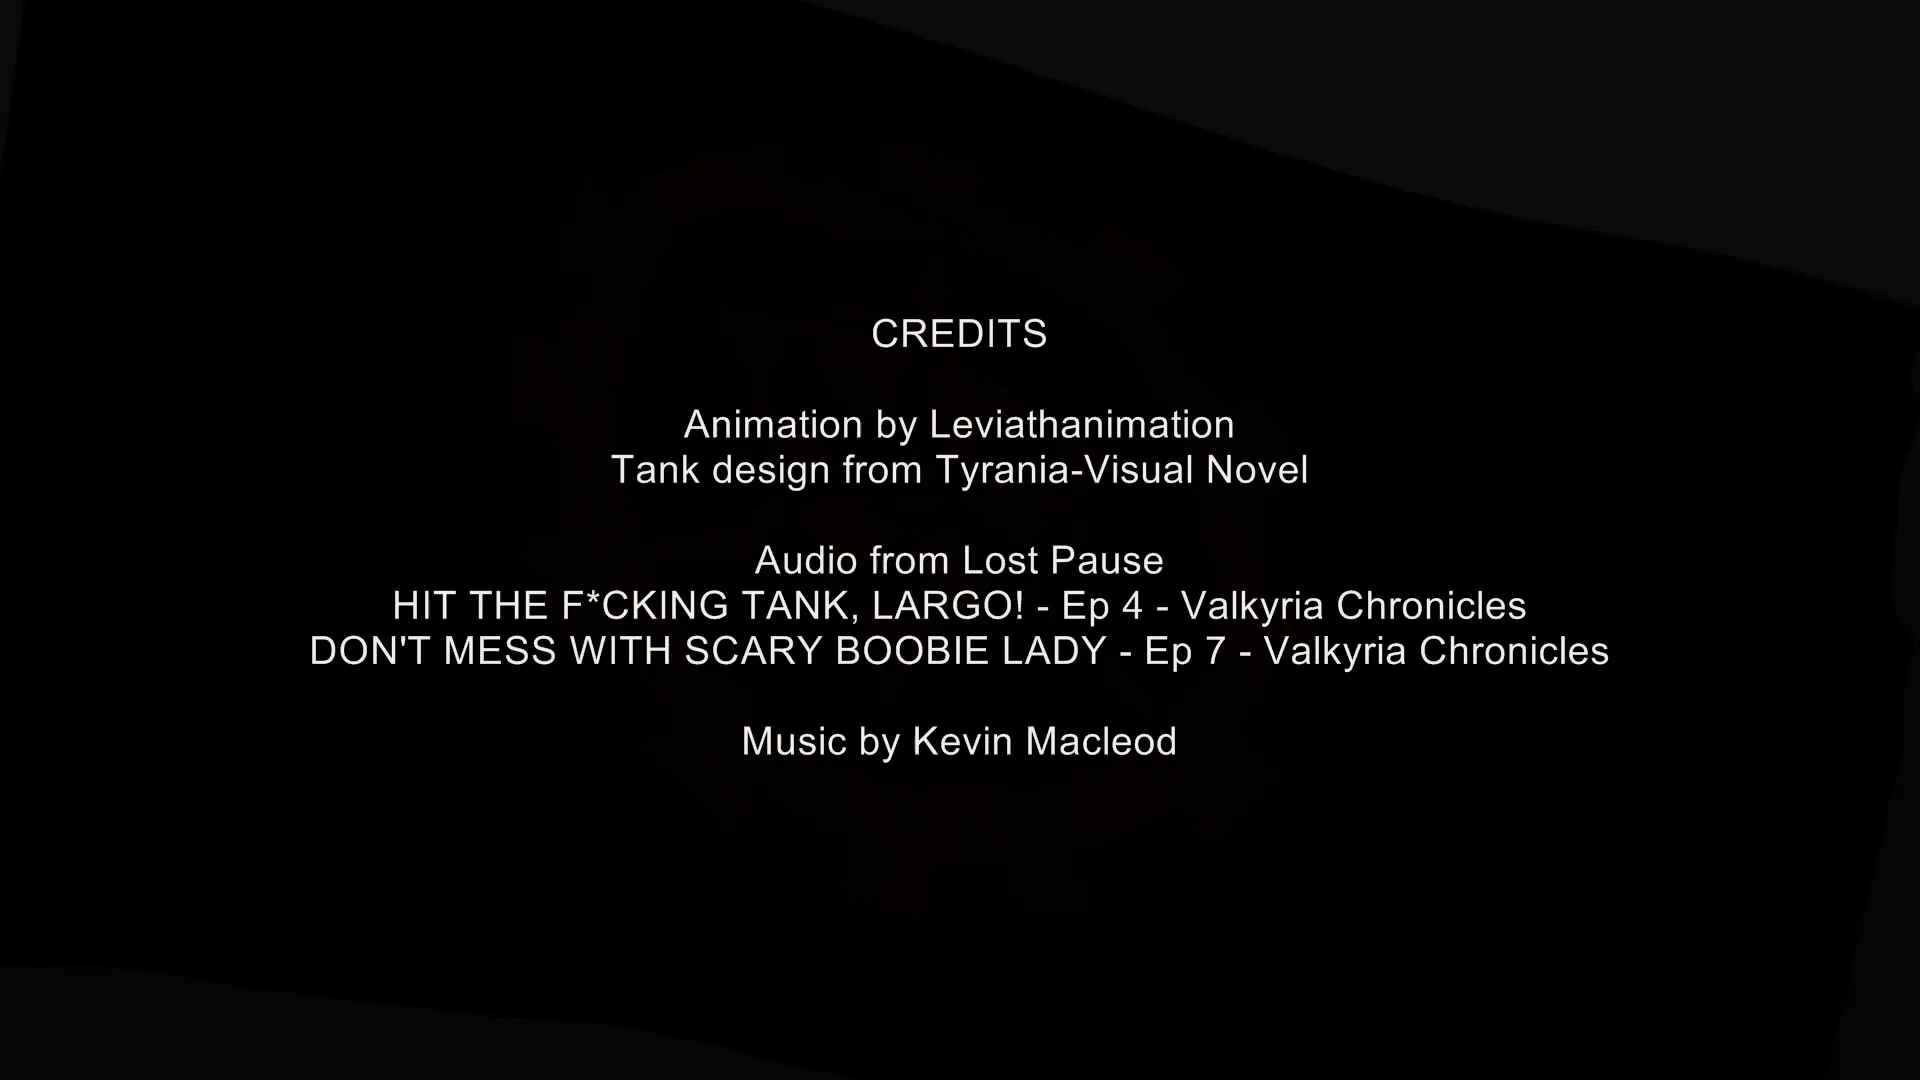 CREDITS
Animation by Leviathanimation
Tank design from Tyrania-Visual Novel
Audio from Lost Pause
HIT THE F*CKING TANK, LARGO! - Ep 4 - Valkyria Chronicles
DON'T MESS WITH SCARY BOOBIE LADY - Ep 7 - Valkyria Chronicles
Music by Kevin Macleod